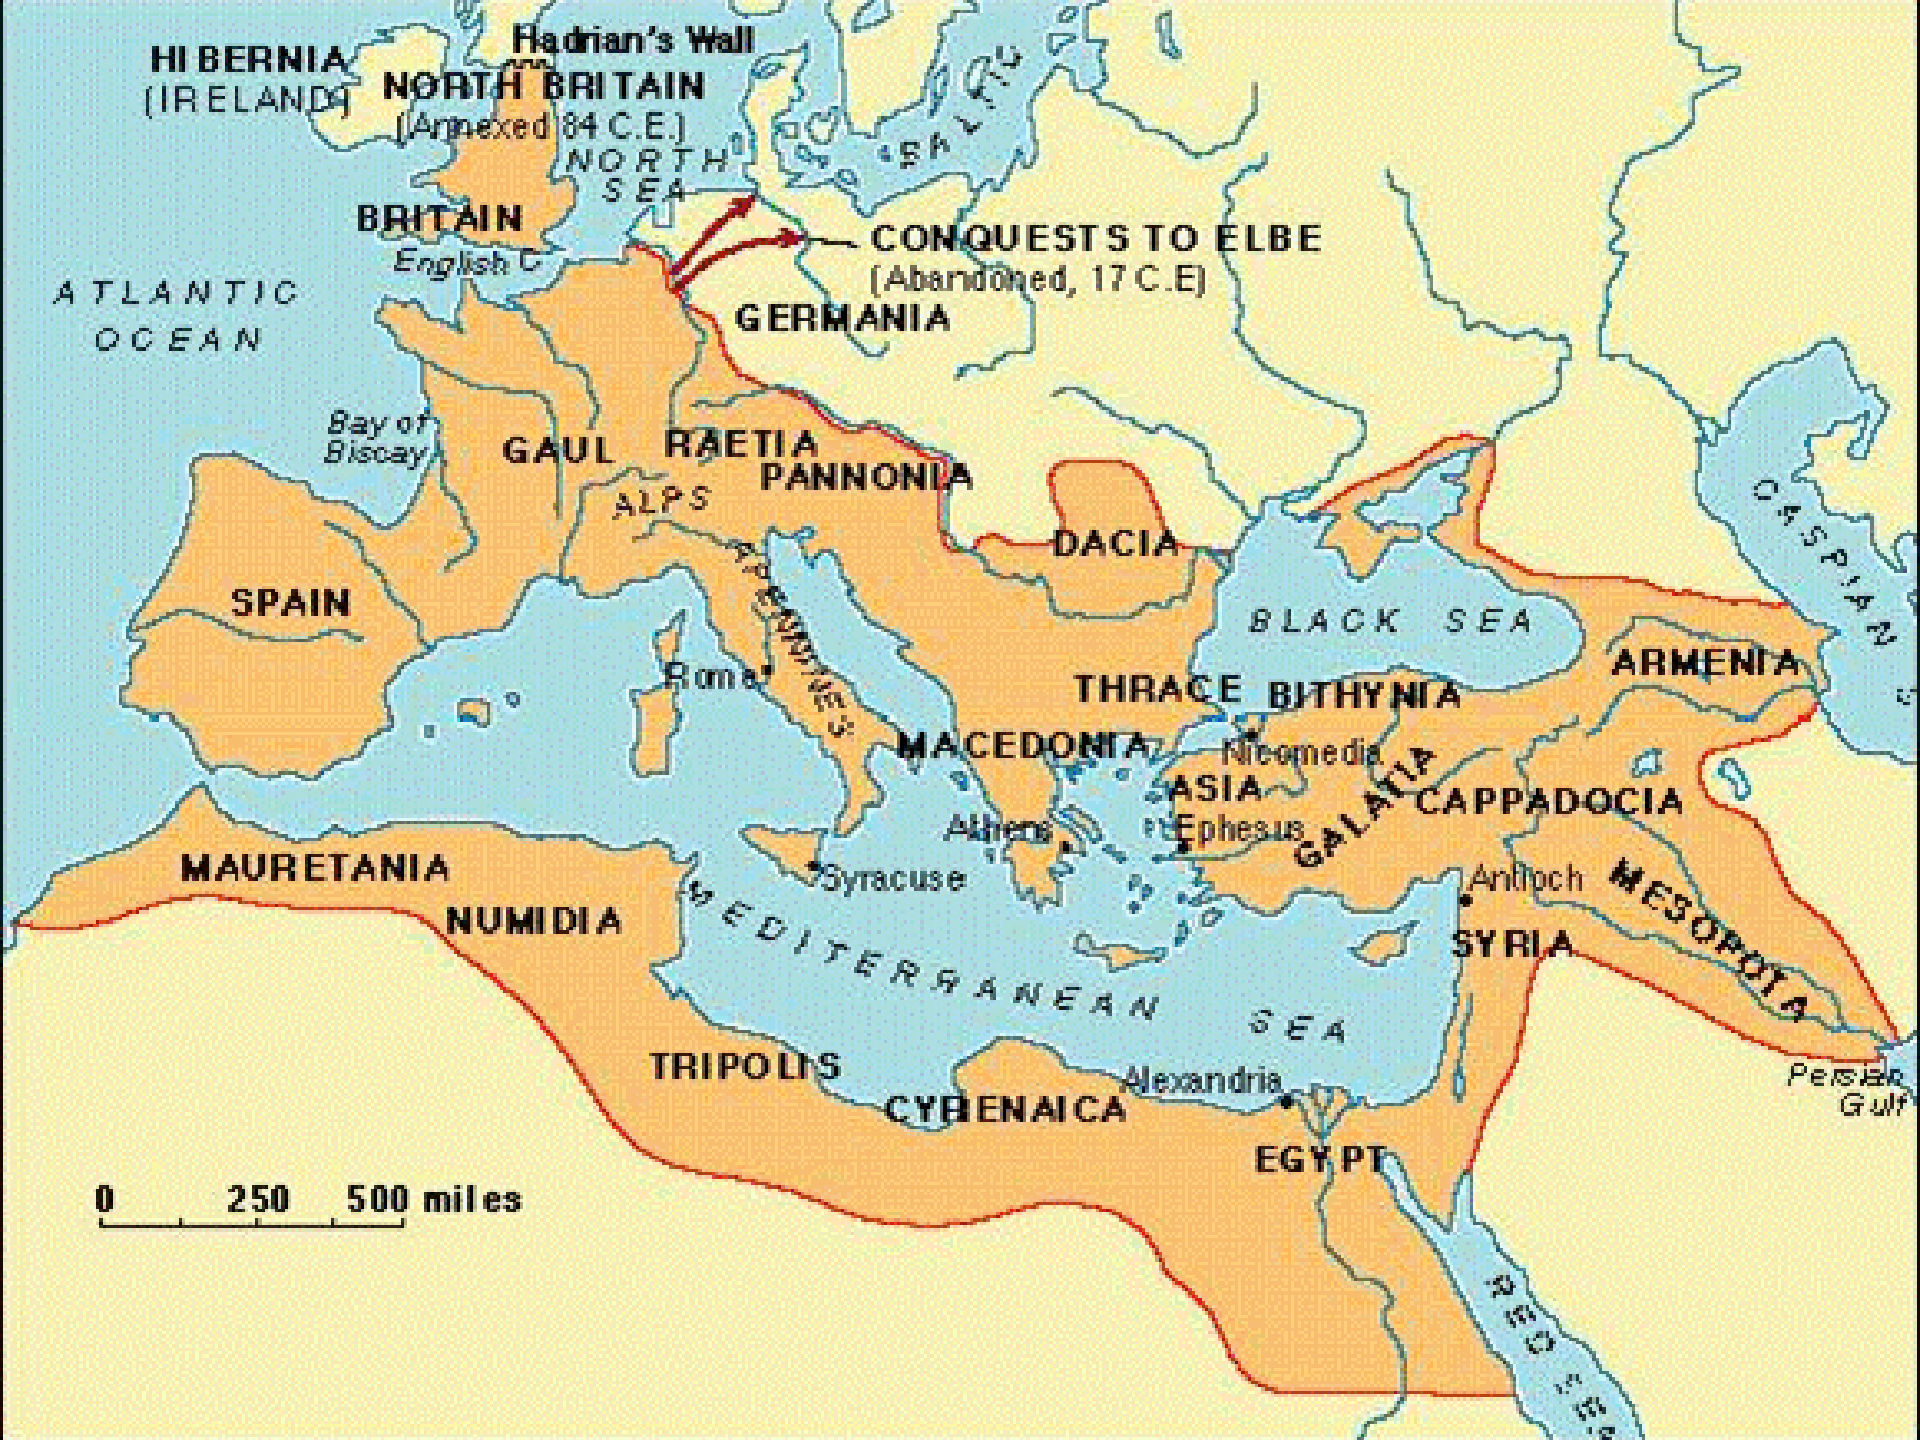 Hadrian's Wall
HIBERNIA
(IRELAND)
NORTH BRITAIN
(Annexed 84 C.E.)
NORTH
SEA
BALTIC
BRITAIN
English C
CONQUESTS TO ELBE
(Abandoned, 17 C.E)
ATLANTIC
OCEAN
GERMANIA
Bay of
Biscay
GAUL
RAETIA
PANNONIA
ALPS
DACIA
CASPIAN
S
SPAIN
APENNINES
BLACK SEA
Rome
ARMENIA
THRACE
BITHYNIA
MACEDONIA
Nicomedia
ASIA
GALATIA
CAPPADOCIA
Athens
Ephesus
MAURETANIA
Syracuse
Antioch
MESOPOTA
NUMIDIA
SYRIA
MEDITERRANEAN
SEA
TRIPOLIS
Alexandria
Persian
Gulf
CYRENAICA
EGYPT
0 250 500 miles
RED SEA